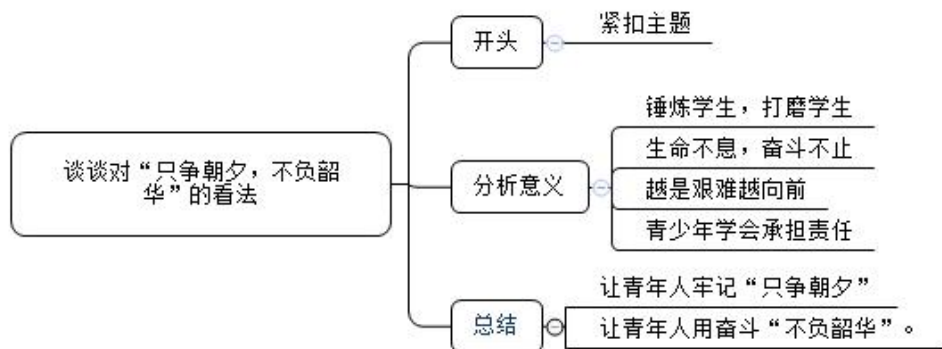 谈谈对“只争朝夕，不负韶
华”的看法
开头
紧扣主题
分析意义
锤炼学生，打磨学生
生命不息，奋斗不止
越是艰难越向前
青少年学会承担责任
总结
让青年人牢记“只争朝夕”
让青年人用奋斗“不负韶华”。